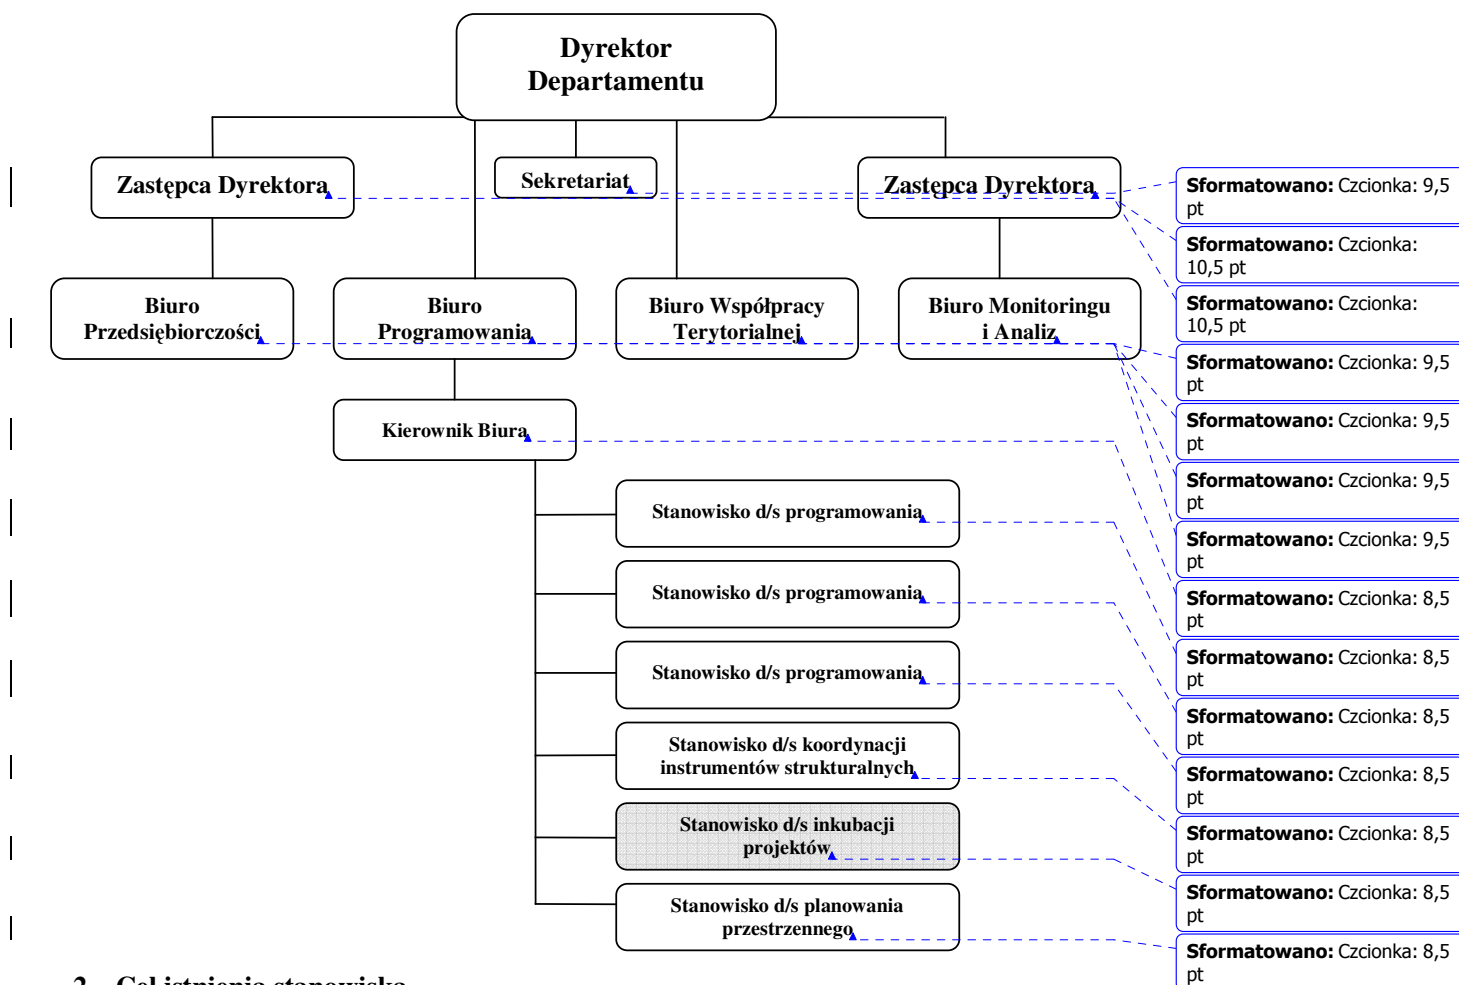 Dyrektor
Departamentu
Zastępca Dyrektora
Sekretariat
Zastępca Dyrektora
Biuro
Przedsiębiorczości
Biuro
Programowania
Biuro Współpracy
Terytorialnej
Biuro Monitoringu
i Analiz
Kierownik Biura
Stanowisko d/s programowania
Stanowisko d/s programowania
Stanowisko d/s programowania
Stanowisko d/s koordynacji
instrumentów strukturalnych
Stanowisko d/s inkubacji
projektów
Stanowisko d/s planowania
przestrzennego
Sformatowano: Czcionka: 9,5
pt
Sformatowano: Czcionka:
10,5 pt
Sformatowano: Czcionka:
10,5 pt
Sformatowano: Czcionka: 9,5
pt
Sformatowano: Czcionka: 9,5
pt
Sformatowano: Czcionka: 9,5
pt
Sformatowano: Czcionka: 9,5
pt
Sformatowano: Czcionka: 8,5
pt
Sformatowano: Czcionka: 8,5
pt
Sformatowano: Czcionka: 8,5
pt
Sformatowano: Czcionka: 8,5
pt
Sformatowano: Czcionka: 8,5
pt
Sformatowano: Czcionka: 8,5
pt
Sformatowano: Czcionka: 8,5
pt
2. Cel istnienia stanowiska